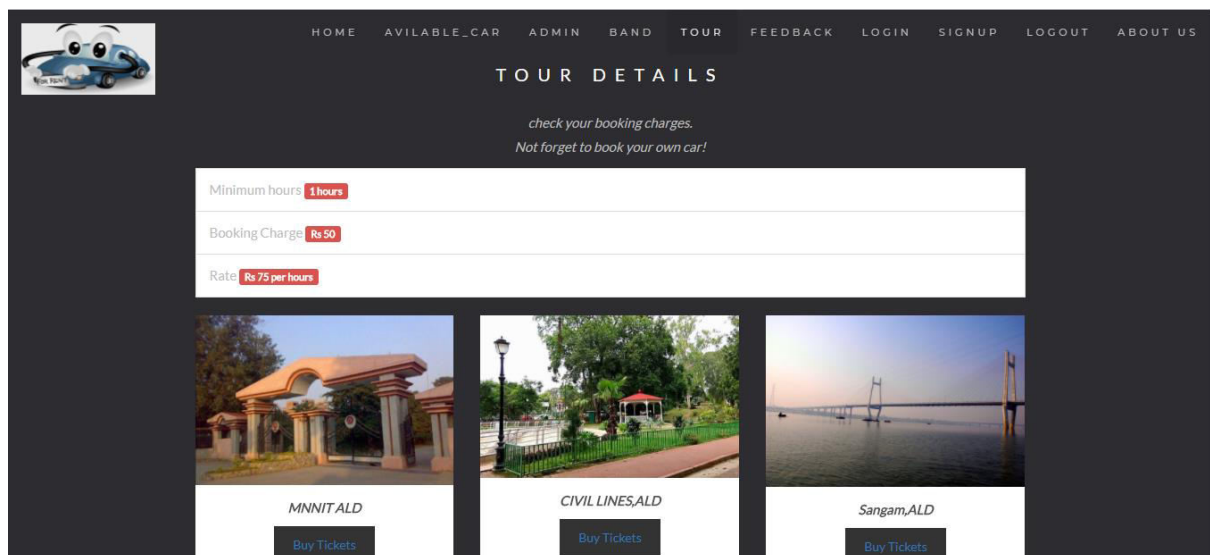 HOME AVILABLE_CAR ADMIN BAND TOUR FEEDBACK LOGIN SIGNUP LOGOUT ABOUT US
FOR RENT
TOUR DETAILS
check your booking charges.
Not forget to book your own car!
Minimum hours 1 hours
Booking Charge Rs 50
Rate Rs 75 per hours
MNNIT ALD
CIVIL LINES,ALD
Sangam,ALD
Buy Tickets
Buy Tickets
Buy Tickets